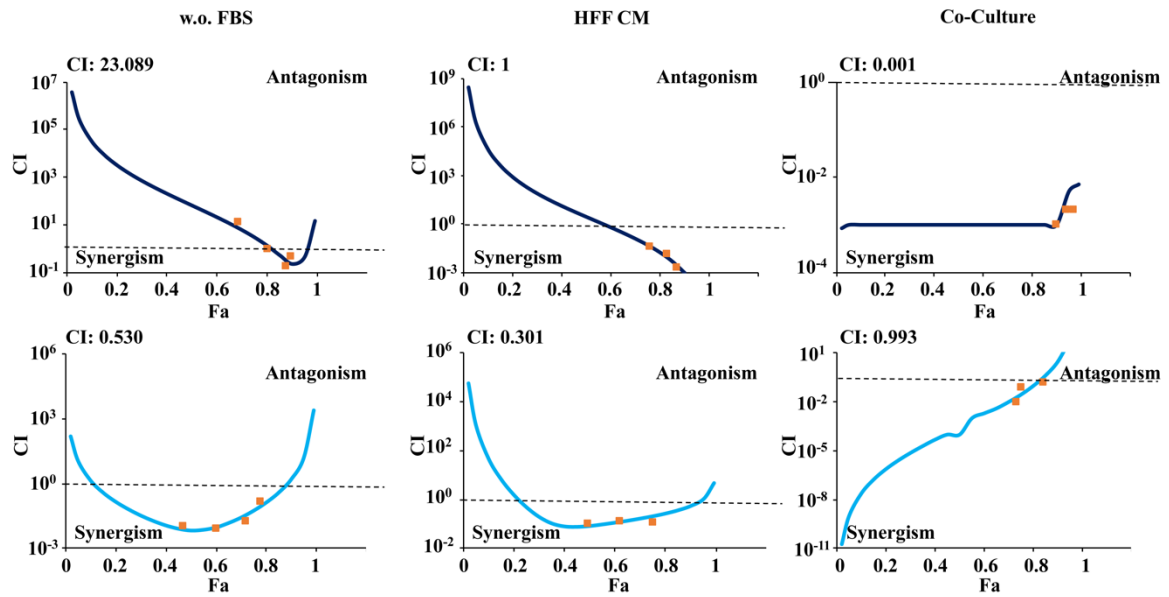 w.o. FBS
HFF CM
Co-Culture
CI: 23.089
Antagonism
10^7
10^5
10^3
10^1
10^-1
CI
Synergism
0 0.2 0.4 0.6 0.8 1
Fa
CI: 1
Antagonism
10^9
10^6
10^3
10^0
10^-3
CI
Synergism
0 0.2 0.4 0.6 0.8 1
Fa
CI: 0.001
Antagonism
10^0
10^-2
10^-4
CI
Synergism
0 0.2 0.4 0.6 0.8 1
Fa
CI: 0.530
Antagonism
10^6
10^3
10^0
10^-3
CI
Synergism
0 0.2 0.4 0.6 0.8 1
Fa
CI: 0.301
Antagonism
10^6
10^4
10^2
10^0
10^-2
CI
Synergism
0 0.2 0.4 0.6 0.8 1
Fa
CI: 0.993
Antagonism
10^1
10^-2
10^-5
10^-8
10^-11
CI
Synergism
0 0.2 0.4 0.6 0.8 1
Fa